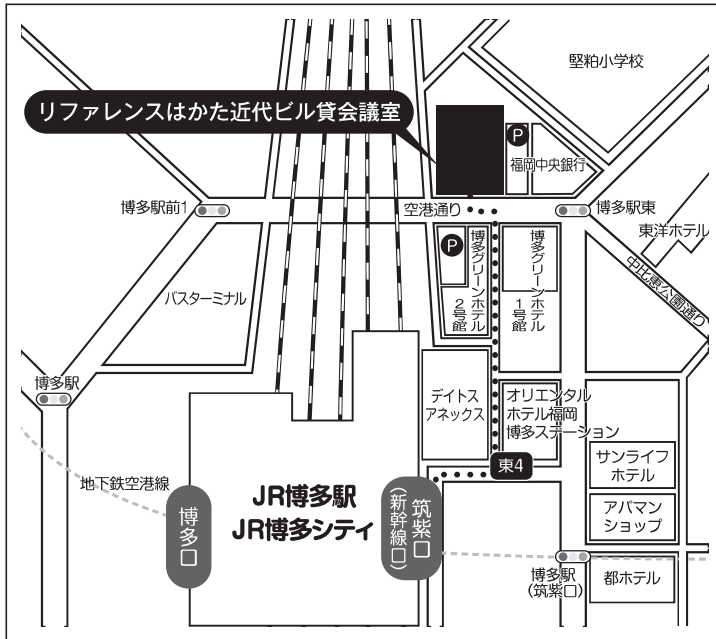 堅粕小学校
リファレンスはかた近代ビル貸会議室
P
福岡中央銀行
博多駅前1
空港通り
博多駅東
東洋ホテル
中比恵公園通り
バスターミナル
P
博多グリーンホテル
2号館
博多グリーンホテル
1号館
博多駅
デイトス
アネックス
オリエンタル
ホテル福岡
博多ステーション
東4
サンライフ
ホテル
地下鉄空港線
博多口
JR博多駅
JR博多シティ
筑紫口
（新幹線口）
アパマン
ショップ
博多駅
（筑紫口）
都ホテル